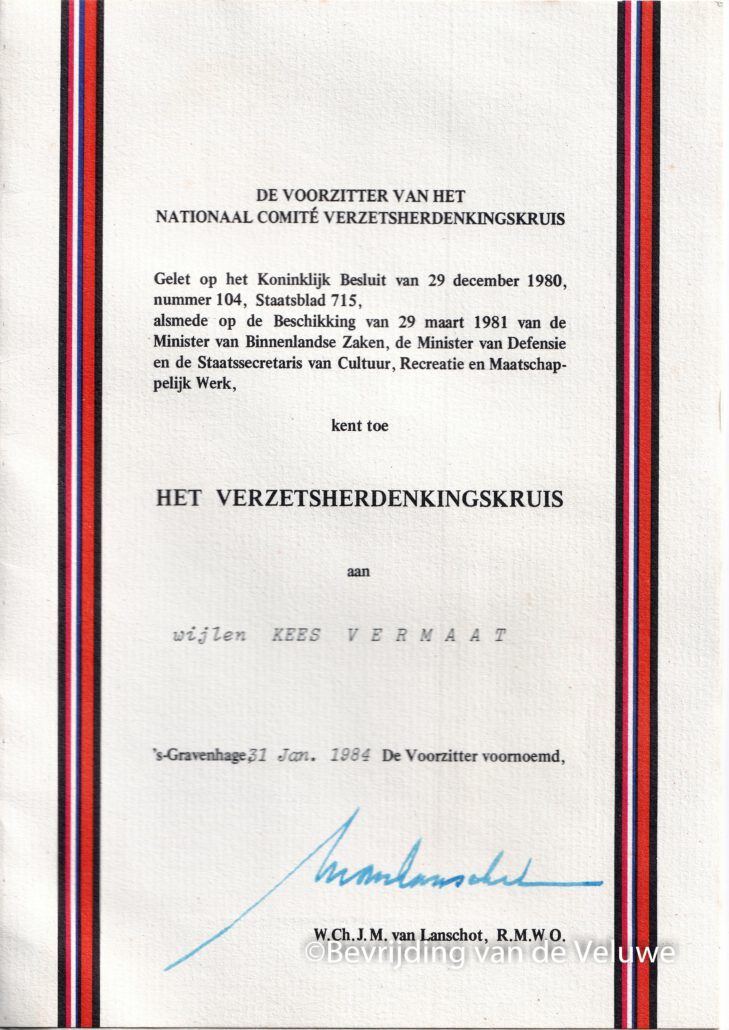 DE VOORZITTER VAN HET
NATIONAAL COMITÉ VERZETSHERDENKINGSKRUIS
Gelet op het Koninklijk Besluit van 29 december 1980,
nummer 104, Staatsblad 715,
alsmede op de Beschikking van 29 maart 1981 van de
Minister van Binnenlandse Zaken, de Minister van Defensie
en de Staatssecretaris van Cultuur, Recreatie en Maatschap-
pelijk Werk,
kent toe
HET VERZETSHERDENKINGSKRUIS
aan
wijlen KEES V E R M A A T
's-Gravenhage 31 Jan. 1984 De Voorzitter voornoemd,
W.Ch.J.M. van Lanschot, R.M.W.O.
©Bevrijding van de Veluwe